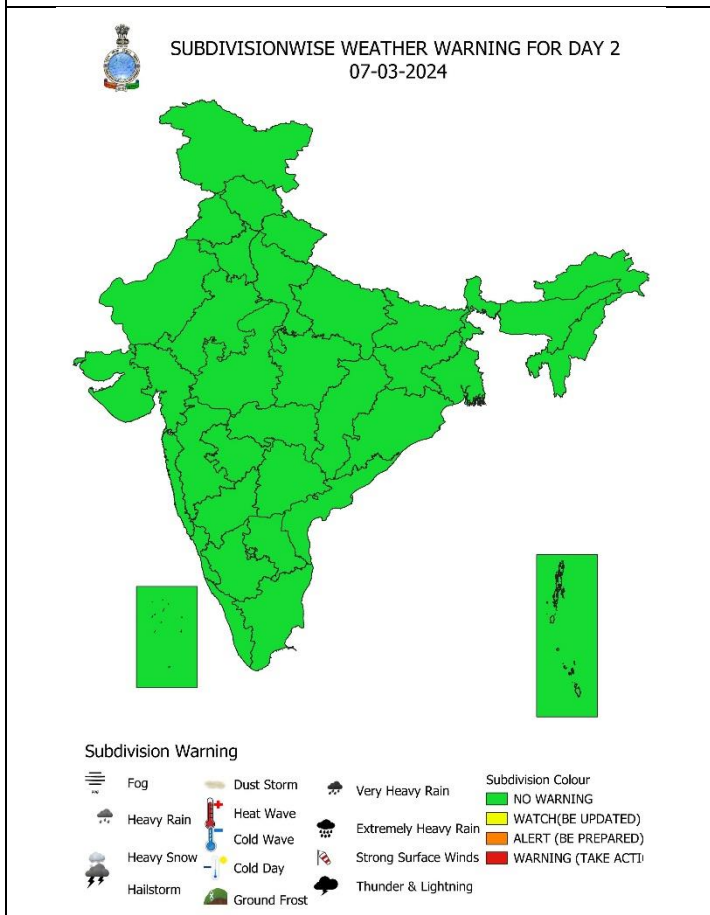 SUBDIVISIONWISE WEATHER WARNING FOR DAY 2
07-03-2024
Subdivision Warning
Fog
Heavy Rain
Heavy Snow
Hailstorm
Dust Storm
Heat Wave
Cold Wave
Cold Day
Ground Frost
Very Heavy Rain
Extremely Heavy Rain
Strong Surface Winds
Thunder & Lightning
Subdivision Colour
NO WARNING
WATCH(BE UPDATED)
ALERT (BE PREPARED)
WARNING (TAKE ACTI